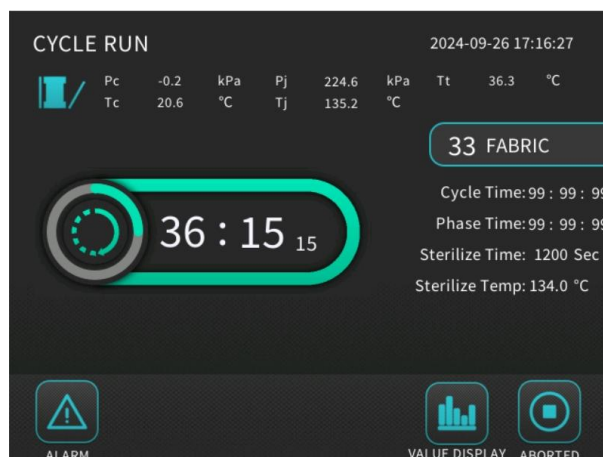 CYCLE RUN 2024-09-26 17:16:27
Pc -0.2 kPa Pj 224.6 kPa Tt 36.3 °C
Tc 20.6 °C Tj 135.2 °C
33 FABRIC
Cycle Time: 99 : 99 : 99
36 : 15 15
Phase Time: 99 : 99 : 99
Sterilize Time: 1200 Sec
Sterilize Temp: 134.0 °C
ALARM VALUE DISPLAY ABORTED